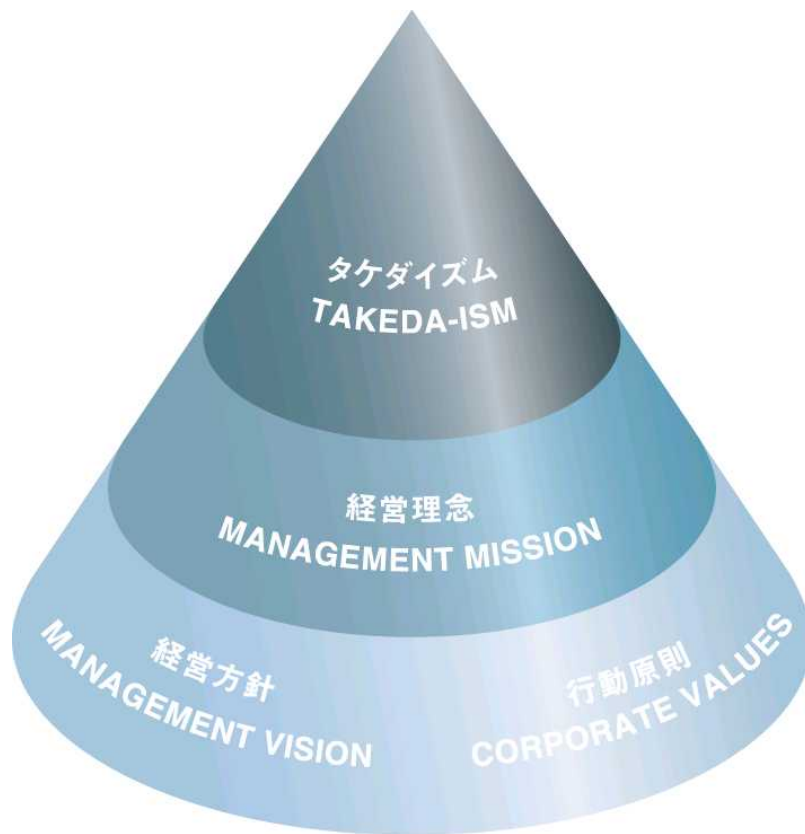 タケダイズム
TAKEDA-ISM
経営理念
MANAGEMENT MISSION
経営方針
MANAGEMENT VISION
行動原則
CORPORATE VALUES